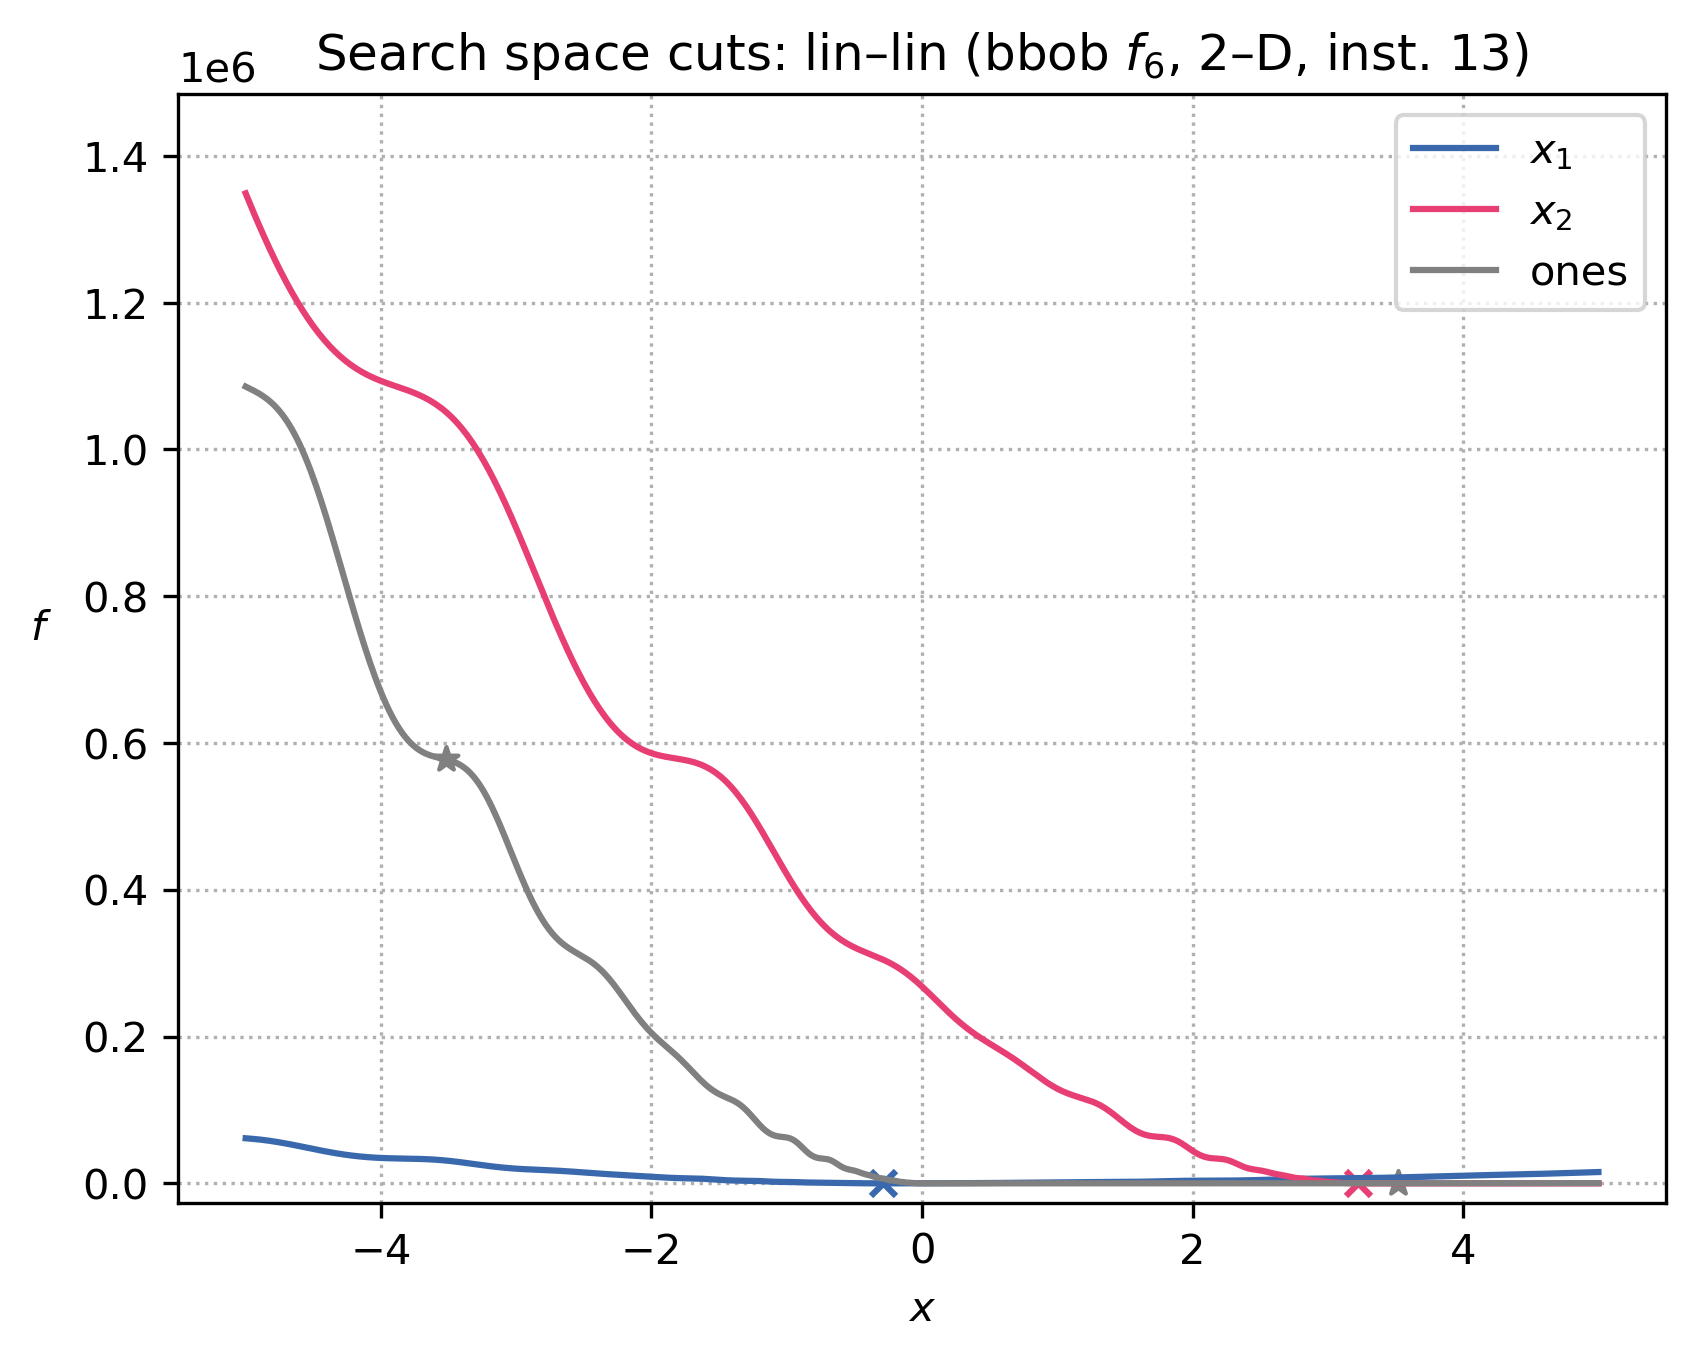 Search space cuts: lin–lin (bbob f₆, 2–D, inst. 13)
1e6
x₁
x₂
ones
1.4
1.2
1.0
0.8
0.6
0.4
0.2
0.0
f
−4
−2
0
2
4
x